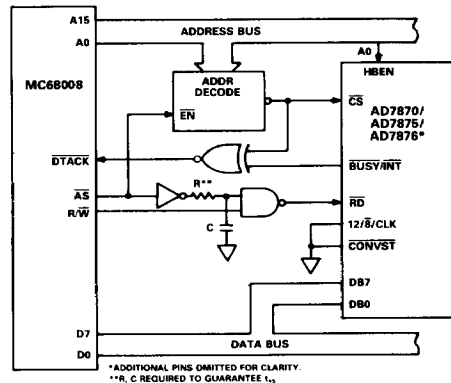 A15
ADDRESS BUS
A0
A0
MC68008
ADDR
DECODE
EN
HBEN
CS
AD7870/
AD7875/
AD7876*
DTACK
BUSY/INT
AS
R**
R/W
RD
C
12/8/CLK
CONVST
DB7
DB0
D7
D0
DATA BUS
*ADDITIONAL PINS OMITTED FOR CLARITY.
**R, C REQUIRED TO GUARANTEE